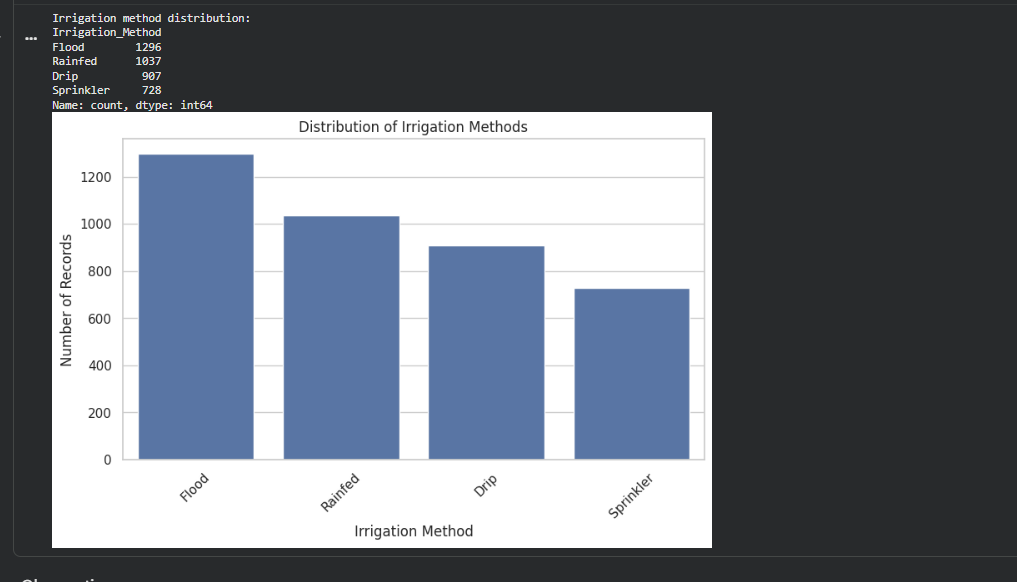 Irrigation method distribution:
Irrigation_Method
Flood 1296
Rainfed 1037
Drip 907
Sprinkler 728
Name: count, dtype: int64
Distribution of Irrigation Methods
Number of Records
1200
1000
800
600
400
200
0
Flood
Rainfed
Drip
Sprinkler
Irrigation Method